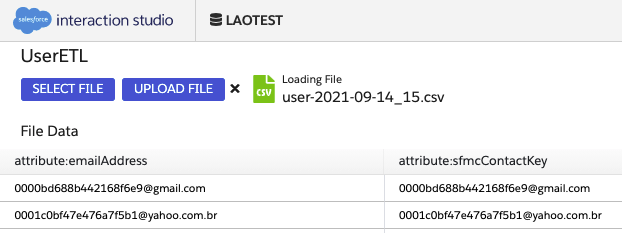 salesforce interaction studio LAOTEST
UserETL
SELECT FILE UPLOAD FILE × CSV Loading File
user-2021-09-14_15.csv
File Data
attribute:emailAddress attribute:sfmcContactKey
0000bd688b442168f6e9@gmail.com 0000bd688b442168f6e9@gmail.com
0001c0bf47e476a7f5b1@yahoo.com.br 0001c0bf47e476a7f5b1@yahoo.com.br